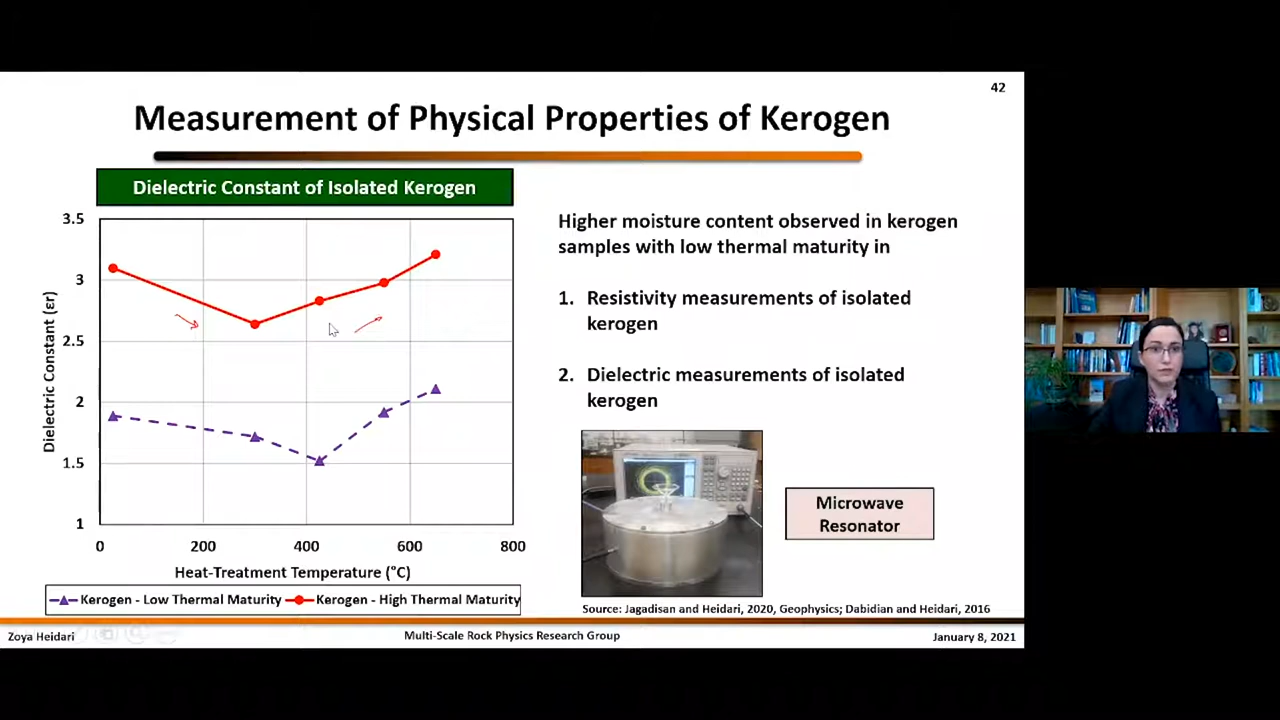 42
Measurement of Physical Properties of Kerogen
Dielectric Constant of Isolated Kerogen
3.5
3
2.5
2
1.5
1
Dielectric Constant (εr)
0 200 400 600 800
Heat-Treatment Temperature (°C)
Kerogen - Low Thermal Maturity Kerogen - High Thermal Maturity
Higher moisture content observed in kerogen
samples with low thermal maturity in
1. Resistivity measurements of isolated
kerogen
2. Dielectric measurements of isolated
kerogen
Microwave
Resonator
Source: Jagadisan and Heidari, 2020, Geophysics; Dabidian and Heidari, 2016
Zoya Heidari
Multi-Scale Rock Physics Research Group
January 8, 2021